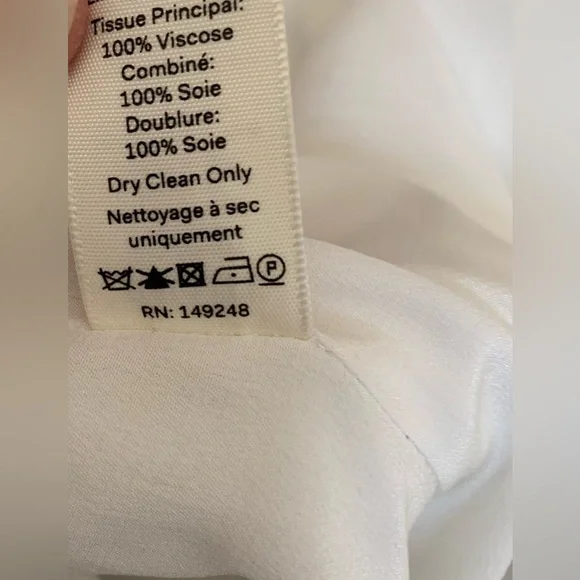 Tissue Principal:
100% Viscose
Combiné:
100% Soie
Doublure:
100% Soie
Dry Clean Only
Nettoyage à sec
uniquement
P
RN: 149248